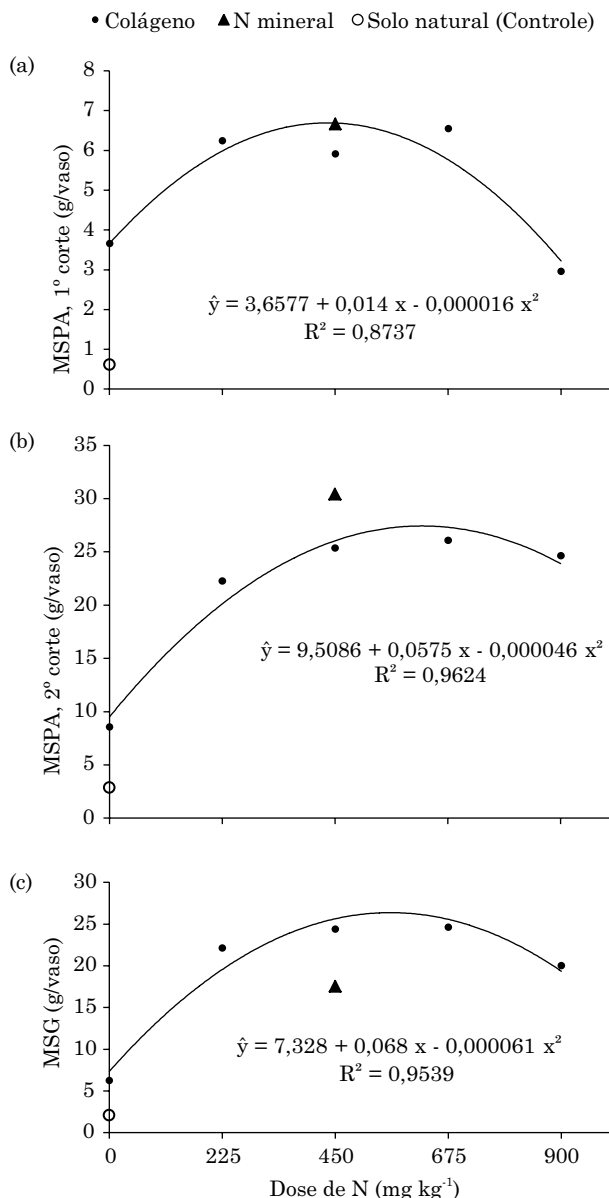 Colágeno N mineral Solo natural (Controle)
(a)
8
7
6
5
4
3
2
1
0
MSPA, 1º corte (g/vaso)
ŷ = 3,6577 + 0,014 x - 0,000016 x²
R² = 0,8737
(b)
35
30
25
20
15
10
5
0
MSPA, 2º corte (g/vaso)
ŷ = 9,5086 + 0,0575 x - 0,000046 x²
R² = 0,9624
(c)
30
25
20
15
10
5
0
MSG (g/vaso)
ŷ = 7,328 + 0,068 x - 0,000061 x²
R² = 0,9539
0 225 450 675 900
Dose de N (mg kg⁻¹)